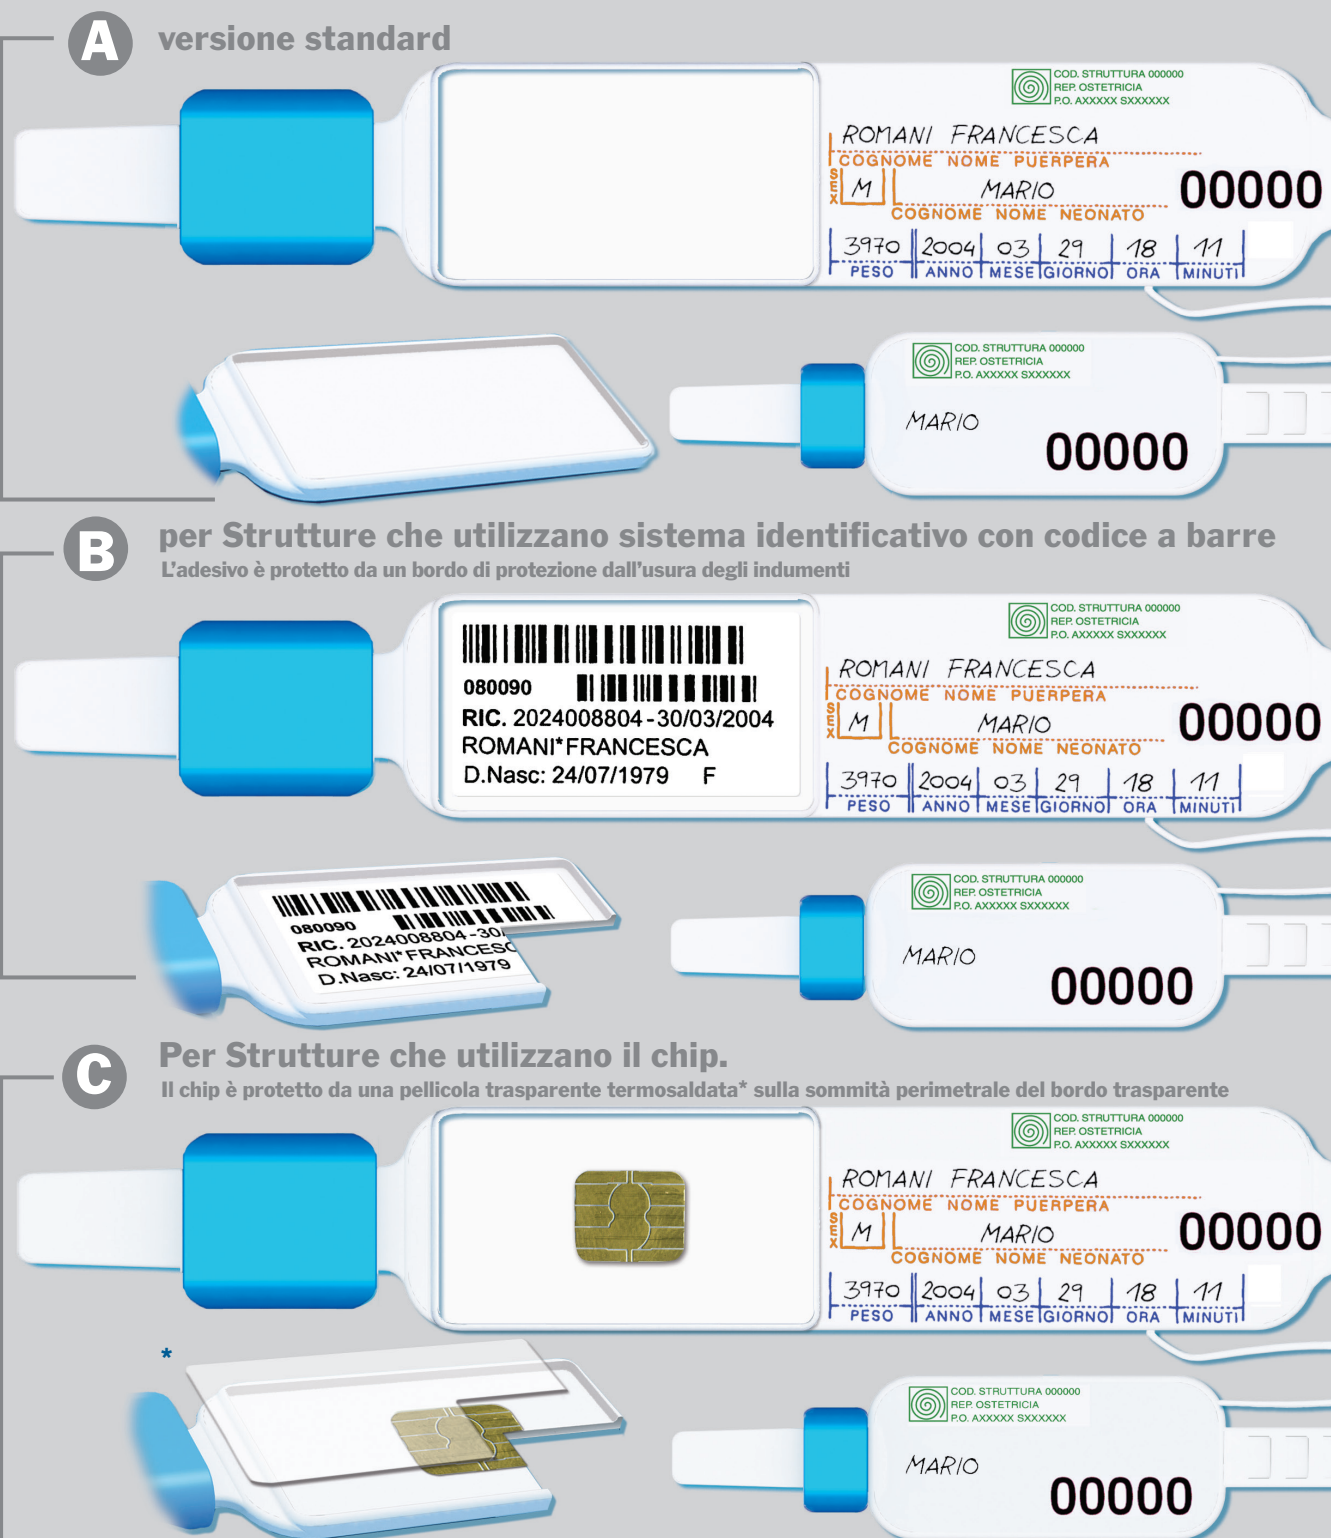 A versione standard
COD. STRUTTURA 000000
REP. OSTETRICIA
P.O. AXXXXX SXXXXXX
ROMANI FRANCESCA
COGNOME NOME PUERPERA
SEX M MARIO 00000
COGNOME NOME NEONATO
3970 2004 03 29 18 11
PESO ANNO MESE GIORNO ORA MINUTI
COD. STRUTTURA 000000
REP. OSTETRICIA
P.O. AXXXXX SXXXXXX
MARIO
00000
B per Strutture che utilizzano sistema identificativo con codice a barre
L'adesivo è protetto da un bordo di protezione dall'usura degli indumenti
080090
RIC. 2024008804-30/03/2004
ROMANI*FRANCESCA
D.Nasc: 24/07/1979 F
COD. STRUTTURA 000000
REP. OSTETRICIA
P.O. AXXXXX SXXXXXX
ROMANI FRANCESCA
COGNOME NOME PUERPERA
SEX M MARIO 00000
COGNOME NOME NEONATO
3970 2004 03 29 18 11
PESO ANNO MESE GIORNO ORA MINUTI
080090
RIC. 2024008804-30/
ROMANI*FRANCESC
D.Nasc: 24/07/1979
COD. STRUTTURA 000000
REP. OSTETRICIA
P.O. AXXXXX SXXXXXX
MARIO
00000
C Per Strutture che utilizzano il chip.
Il chip è protetto da una pellicola trasparente termosaldata* sulla sommità perimetrale del bordo trasparente
COD. STRUTTURA 000000
REP. OSTETRICIA
P.O. AXXXXX SXXXXXX
ROMANI FRANCESCA
COGNOME NOME PUERPERA
SEX M MARIO 00000
COGNOME NOME NEONATO
3970 2004 03 29 18 11
PESO ANNO MESE GIORNO ORA MINUTI
*
COD. STRUTTURA 000000
REP. OSTETRICIA
P.O. AXXXXX SXXXXXX
MARIO
00000